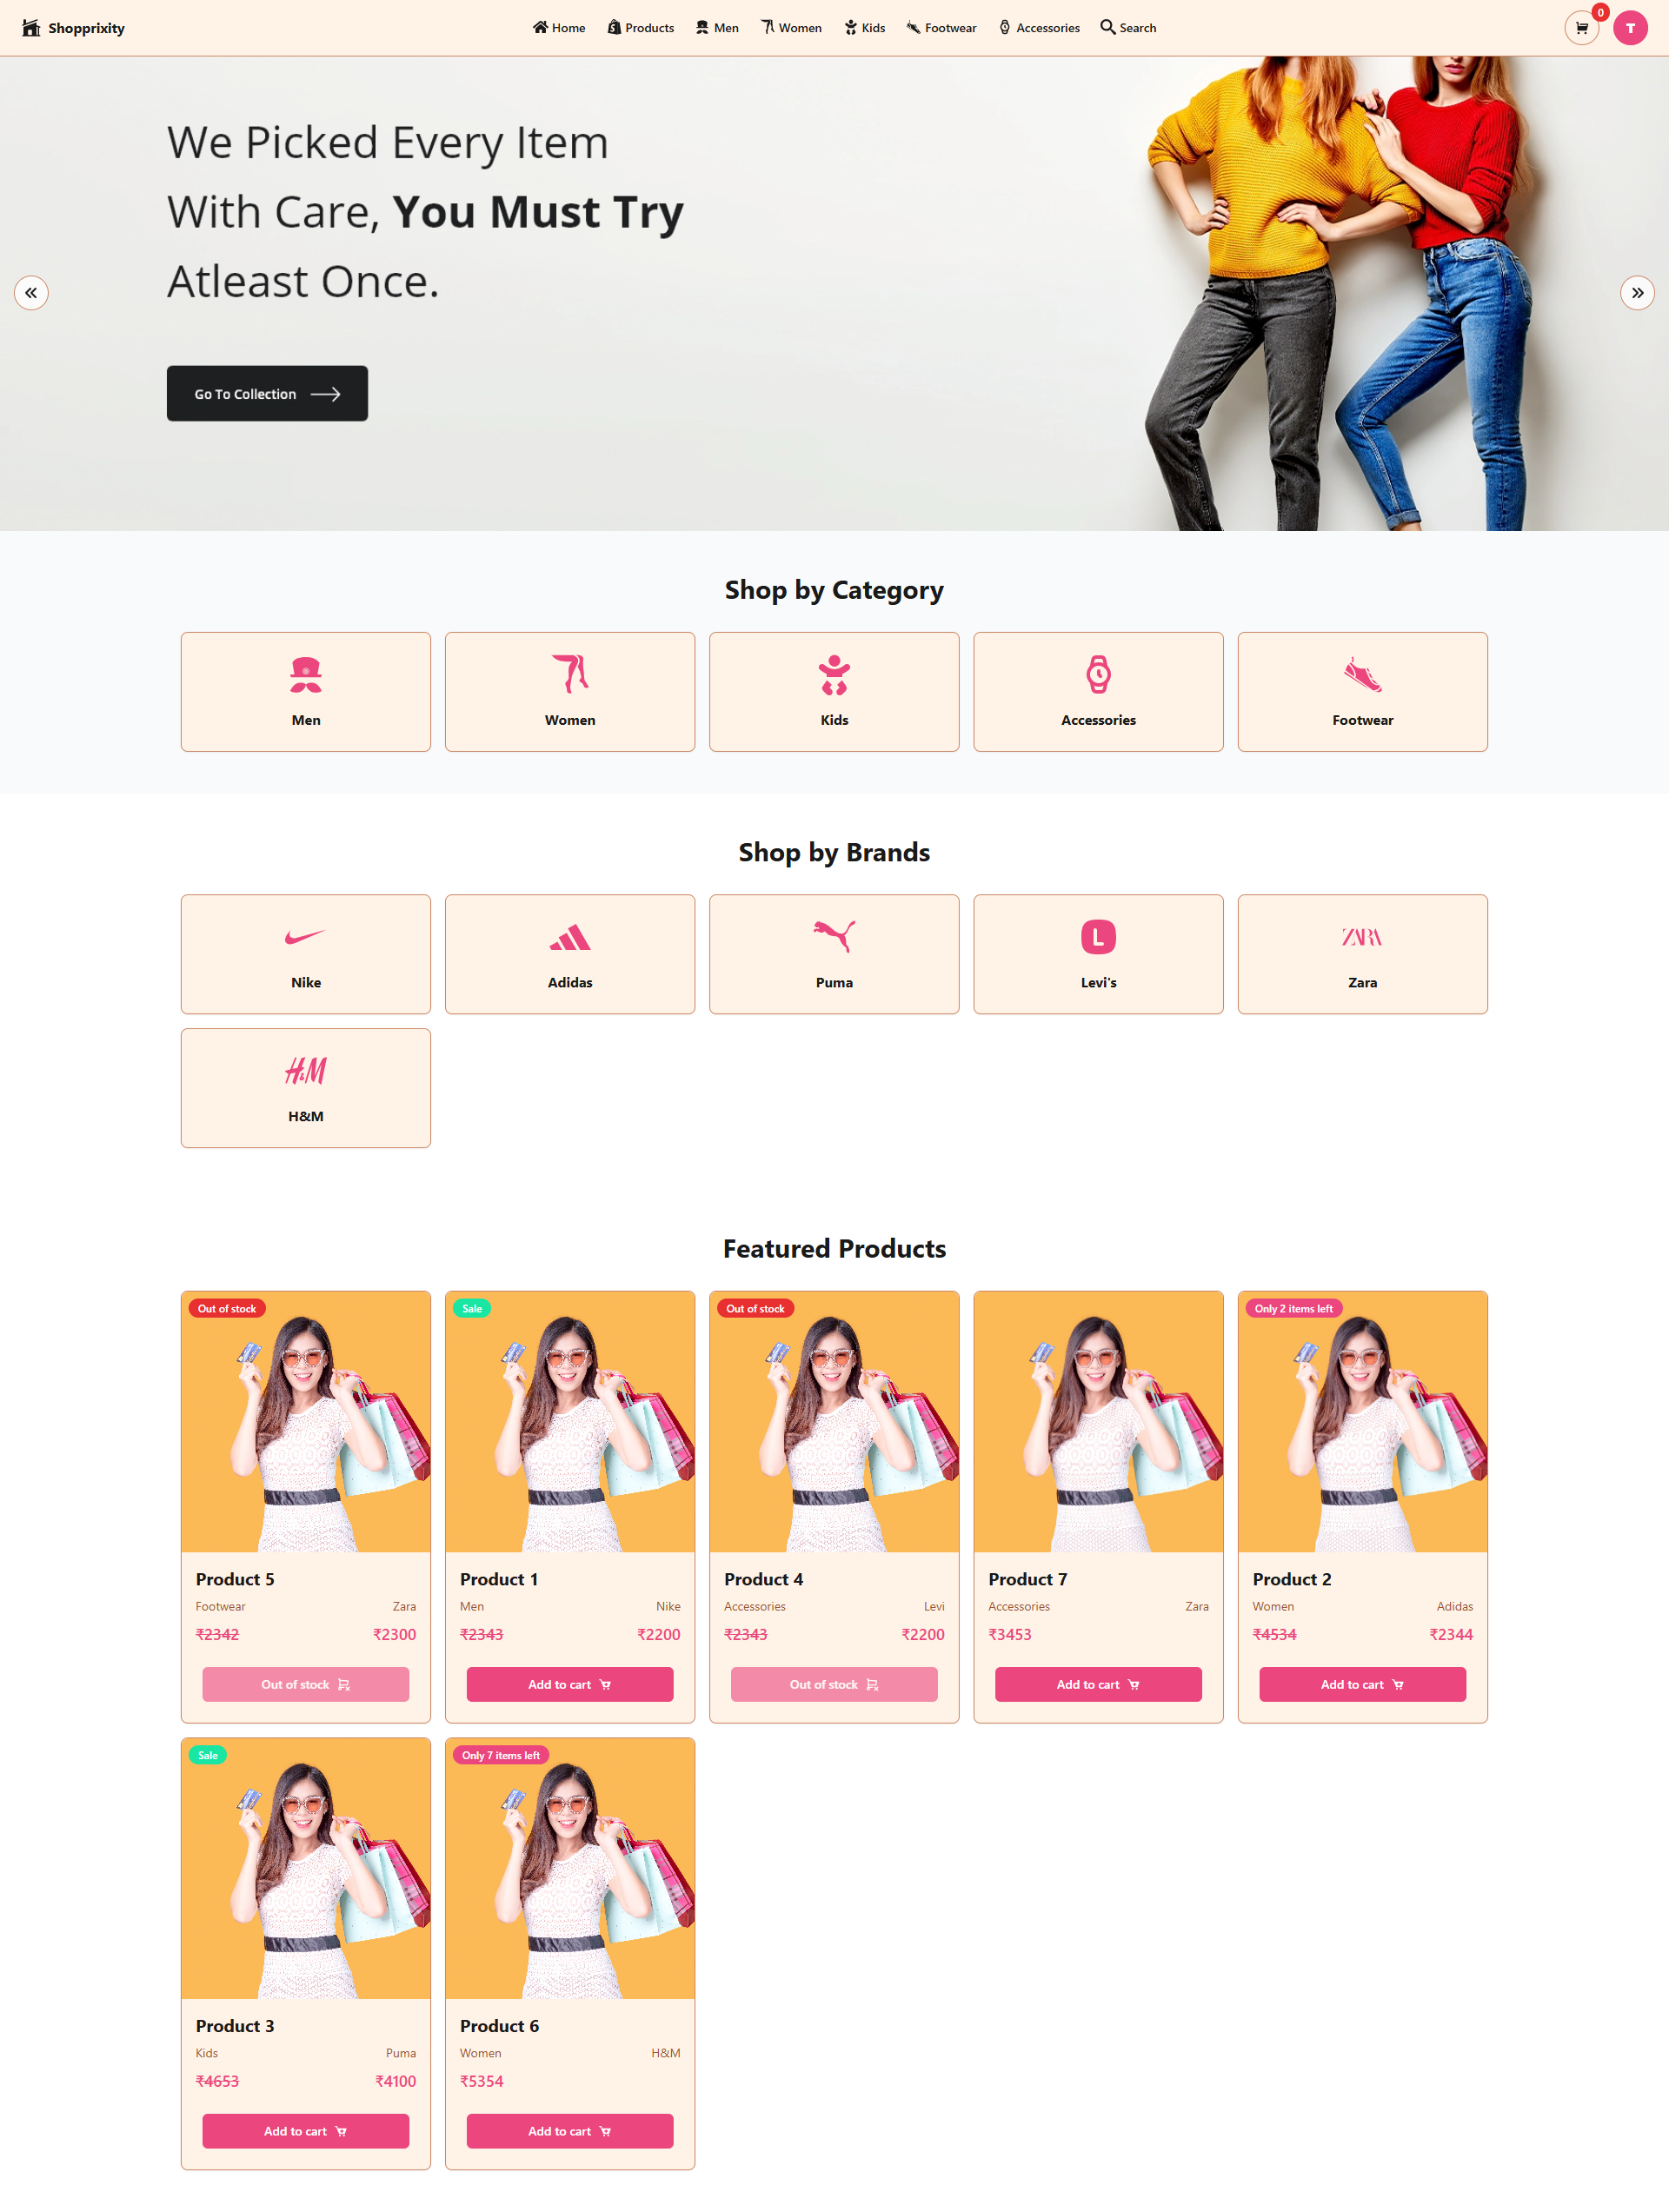 Shopprixity
Home Products Men Women Kids Footwear Accessories Search
0
T
We Picked Every Item
With Care, You Must Try
Atleast Once.
Go To Collection
Shop by Category
Men Women Kids Accessories Footwear
Shop by Brands
L ZARA
Nike Adidas Puma Levi's Zara
H&M
H&M
Featured Products
Out of stock Sale Out of stock Only 2 items left
Product 5 Product 1 Product 4 Product 7 Product 2
Footwear Zara Men Nike Accessories Levi Accessories Zara Women Adidas
₹2342 ₹2300 ₹2343 ₹2200 ₹2343 ₹2200 ₹3453 ₹4534 ₹2344
Out of stock Add to cart Out of stock Add to cart Add to cart
Sale Only 7 items left
Product 3 Product 6
Kids Puma Women H&M
₹4653 ₹4100 ₹5354
Add to cart Add to cart